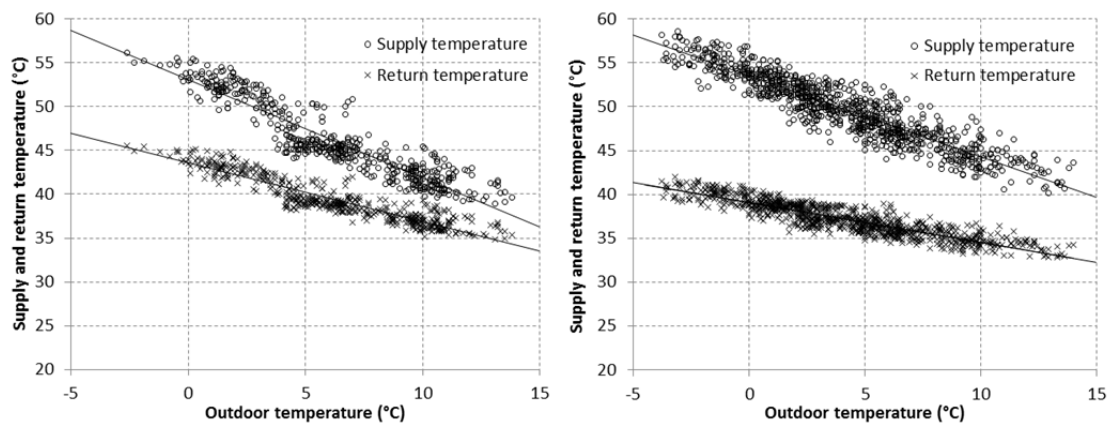 60
55
50
45
40
35
30
25
20
Supply and return temperature (°C)
○ Supply temperature
× Return temperature
-5 0 5 10 15
Outdoor temperature (°C)
60
55
50
45
40
35
30
25
20
Supply and return temperature (°C)
○ Supply temperature
× Return temperature
-5 0 5 10 15
Outdoor temperature (°C)